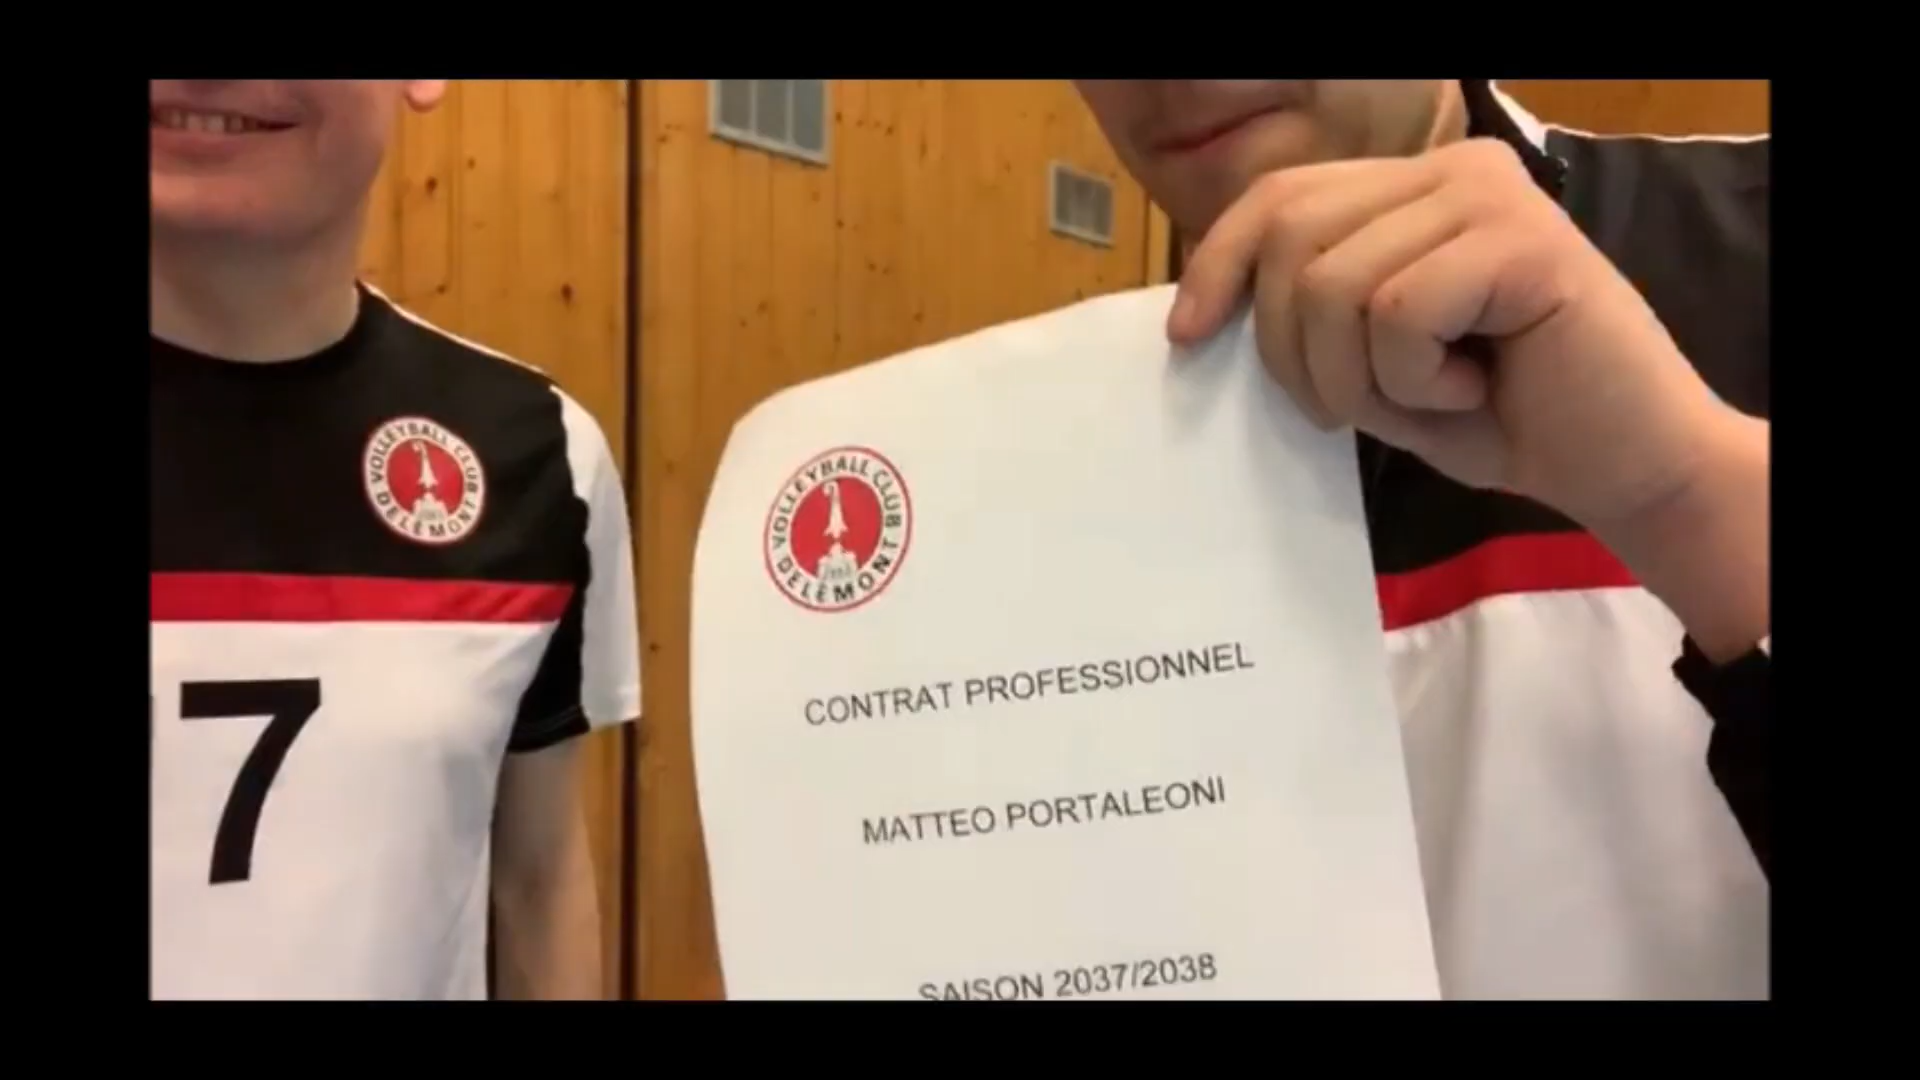 VOLLEYBALL CLUB
DELÉMONT
7
VOLLEYBALL CLUB
DELÉMONT
CONTRAT PROFESSIONNEL
MATTEO PORTALEONI
SAISON 2037/2038